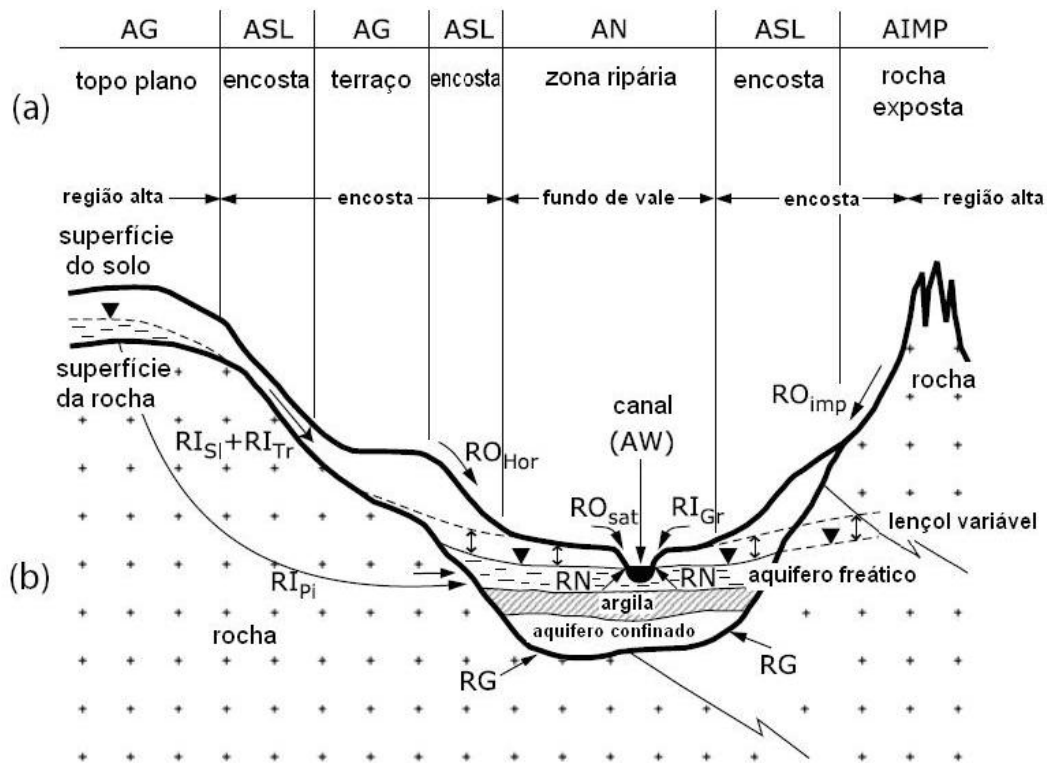 AG ASL AG ASL AN ASL AIMP
(a)
topo plano encosta terraço encosta zona ripária encosta rocha
exposta
região alta encosta fundo de vale encosta região alta
superfície
do solo
superfície
da rocha
rocha
canal
(AW)
RO_imp
RI_Sl+RI_Tr
RO_Hor
RO_sat RI_Gr
lençol variável
(b)
RI_Pi
RN RN
aquifero freático
argila
aquifero confinado
rocha
RG RG